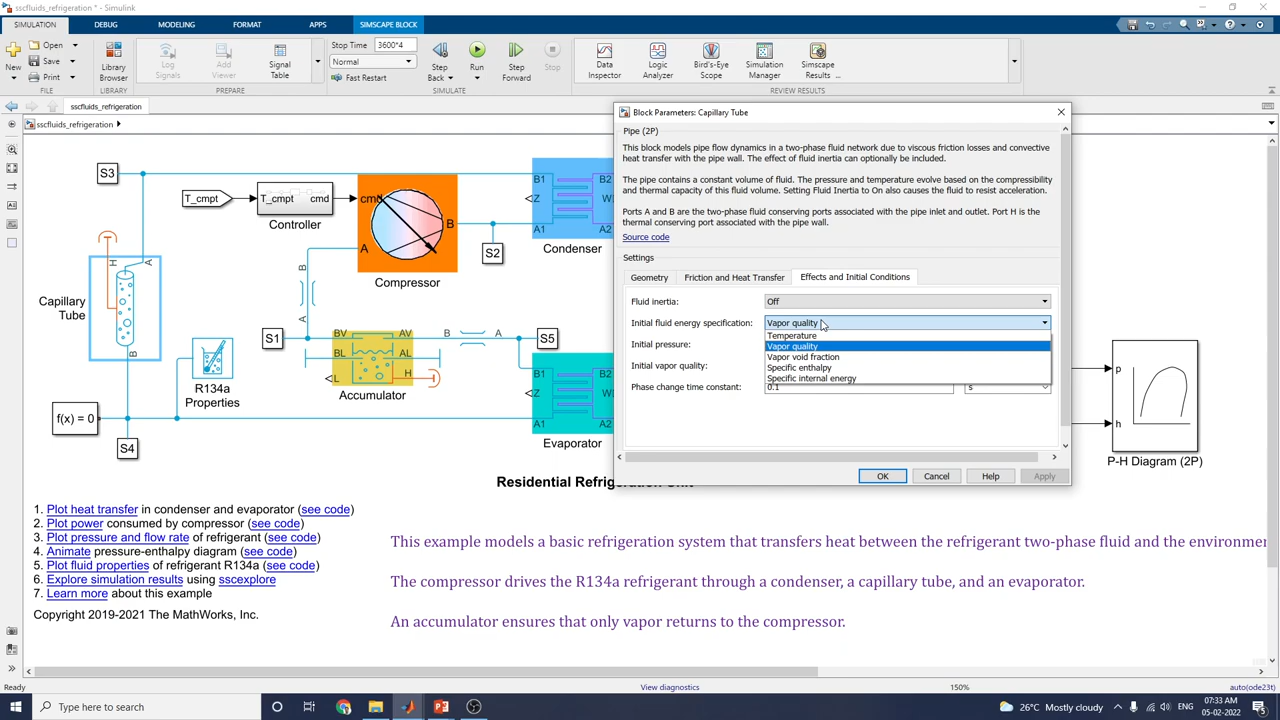 sscfluids_refrigeration * - Simulink
SIMULATION DEBUG MODELING FORMAT APPS SIMSCAPE BLOCK
New
Open
Save
Print
FILE
Library Browser
LIBRARY
Log Signals
Add Viewer
Signal Table
PREPARE
Stop Time 3600*4
Normal
Fast Restart
Step Back
Run
Step Forward
Stop
SIMULATE
Data Inspector
Logic Analyzer
Bird's-Eye Scope
Simulation Manager
Simscape Results ...
REVIEW RESULTS
sscfluids_refrigeration
sscfluids_refrigeration
S3
T_cmpt
T_cmpt cmd
Controller
cmd
A
B
Compressor
S2
B1 B2
Z
A1 A2
Condenser
H A
Capillary Tube
B
R134a Properties
f(x) = 0
S4
B
A
S1
BV AV
BL AL
L H
Accumulator
B A
S5
B1 B2
Z
A1 A2
Evaporator
p
h
P-H Diagram (2P)
Block Parameters: Capillary Tube
Pipe (2P)
This block models pipe flow dynamics in a two-phase fluid network due to viscous friction losses and convective
heat transfer with the pipe wall. The effect of fluid inertia can optionally be included.
The pipe contains a constant volume of fluid. The pressure and temperature evolve based on the compressibility
and thermal capacity of this fluid volume. Setting Fluid Inertia to On also causes the fluid to resist acceleration.
Ports A and B are the two-phase fluid conserving ports associated with the pipe inlet and outlet. Port H is the
thermal conserving port associated with the pipe wall.
Source code
Settings
Geometry Friction and Heat Transfer Effects and Initial Conditions
Fluid inertia: Off
Initial fluid energy specification: Vapor quality
Temperature
Initial pressure: Vapor quality
Vapor void fraction
Initial vapor quality: Specific enthalpy
Specific internal energy
Phase change time constant: 0.1 s
OK Cancel Help Apply
1. Plot heat transfer in condenser and evaporator (see code)
2. Plot power consumed by compressor (see code)
3. Plot pressure and flow rate of refrigerant (see code)
4. Animate pressure-enthalpy diagram (see code)
5. Plot fluid properties of refrigerant R134a (see code)
6. Explore simulation results using sscexplore
7. Learn more about this example
Copyright 2019-2021 The MathWorks, Inc.
This example models a basic refrigeration system that transfers heat between the refrigerant two-phase fluid and the
The compressor drives the R134a refrigerant through a condenser, a capillary tube, and an evaporator.
An accumulator ensures that only vapor returns to the compressor.
Ready View diagnostics 150% auto(ode23t)
Type here to search
26°C Mostly cloudy ENG 07:33 AM
05-02-2022